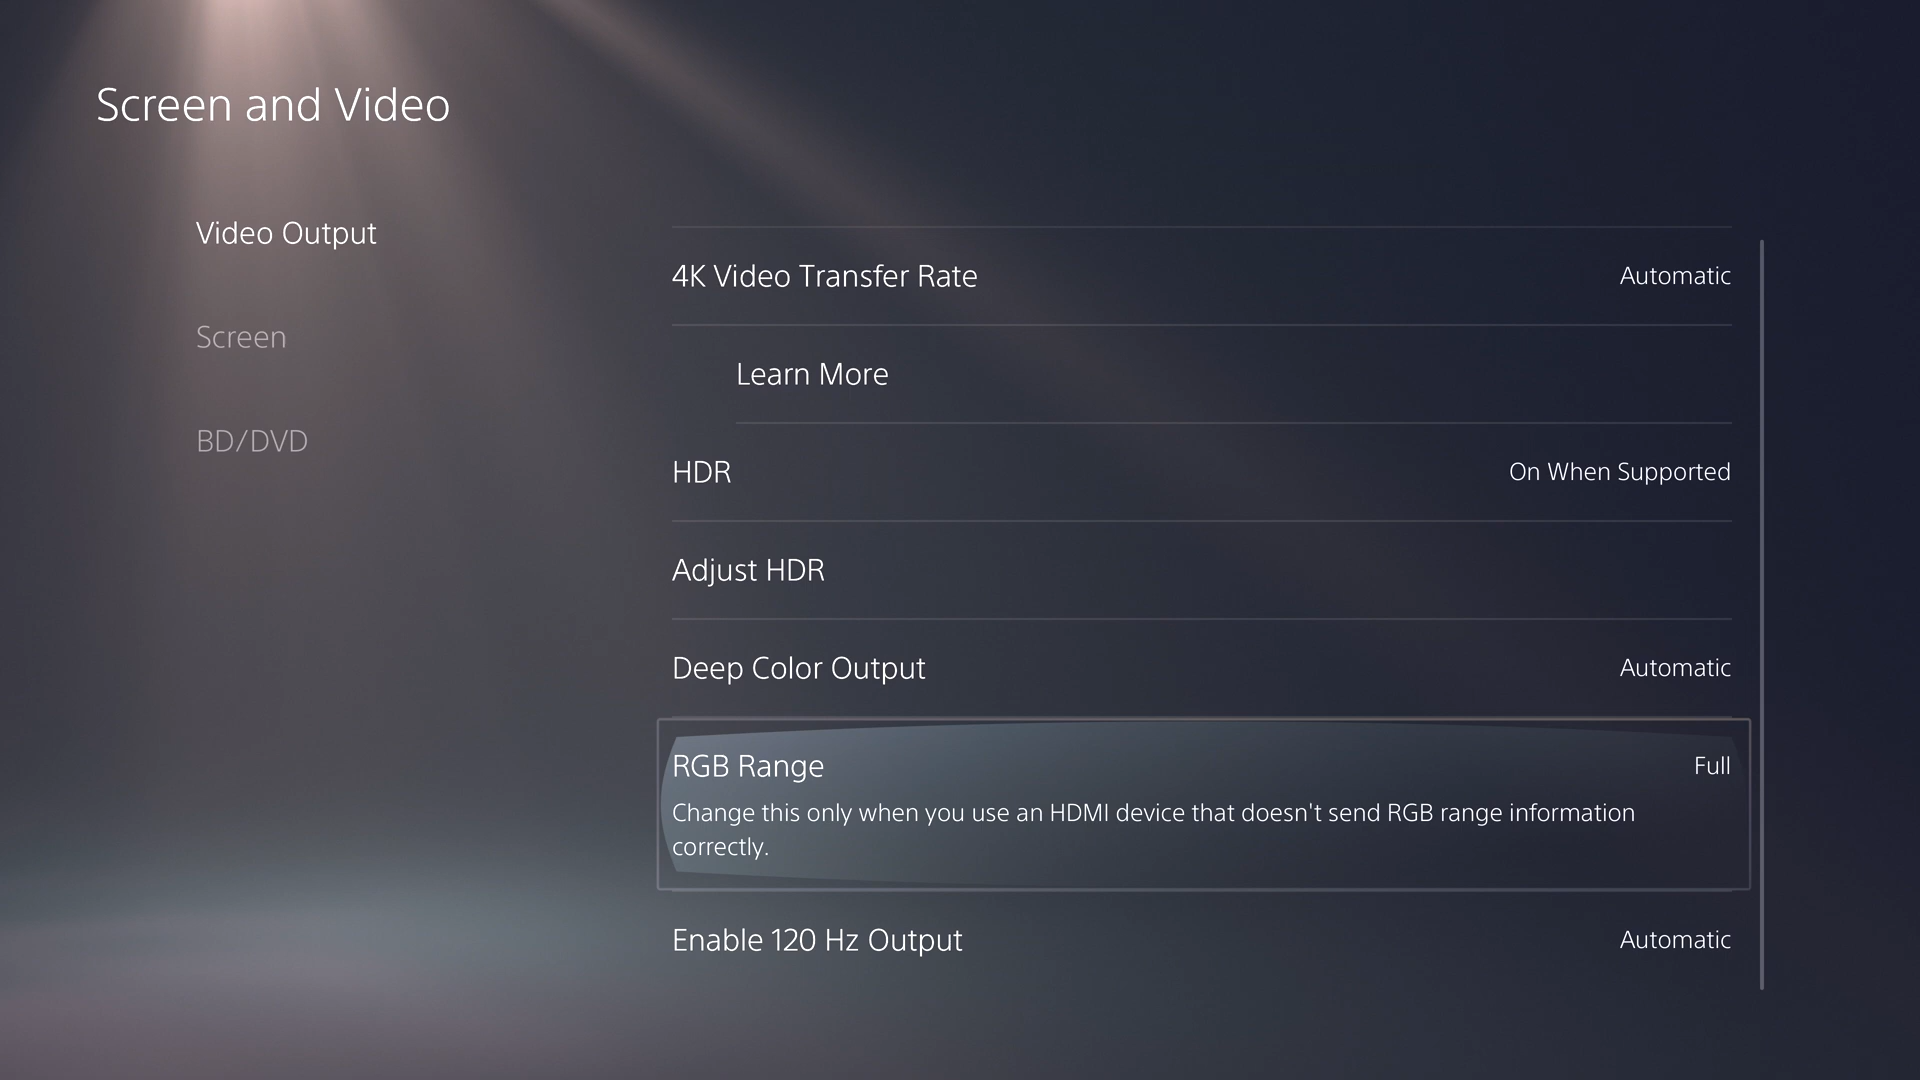 Screen and Video
Video Output
Screen
BD/DVD
4K Video Transfer Rate Automatic
Learn More
HDR On When Supported
Adjust HDR
Deep Color Output Automatic
RGB Range Full
Change this only when you use an HDMI device that doesn't send RGB range information
correctly.
Enable 120 Hz Output Automatic